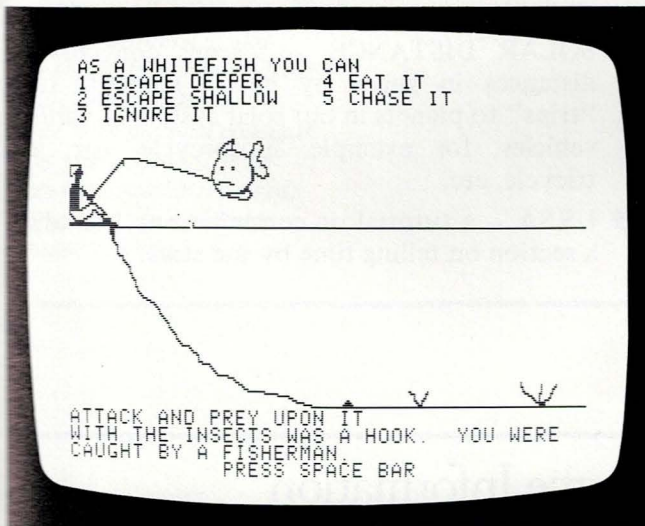 AS A WHITEFISH YOU CAN
1 ESCAPE DEEPER 4 EAT IT
2 ESCAPE SHALLOW 5 CHASE IT
3 IGNORE IT
ATTACK AND PREY UPON IT
WITH THE INSECTS WAS A HOOK. YOU WERE
CAUGHT BY A FISHERMAN.
PRESS SPACE BAR